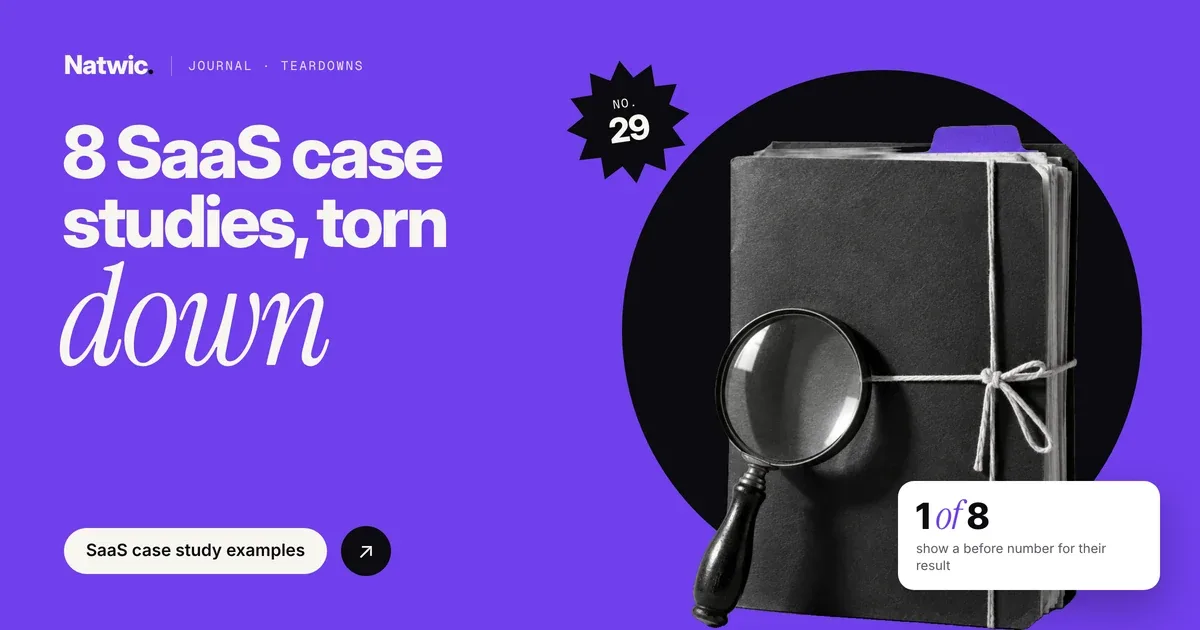 Natwic.
JOURNAL · TEARDOWNS
NO.
29
8 SaaS case
studies, torn
down
SaaS case study examples
1 of 8
show a before number for their
result